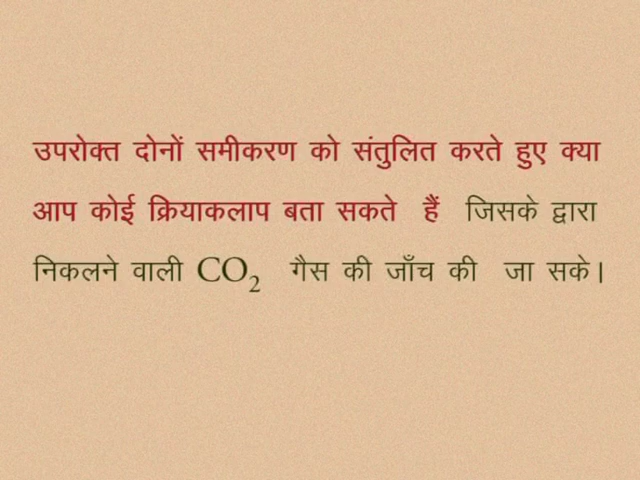 उपरोक्त दोनों समीकरण को संतुलित करते हुए क्या
आप कोई क्रियाकलाप बता सकते हैं जिसके द्वारा
निकलने वाली CO₂ गैस की जाँच की जा सके।